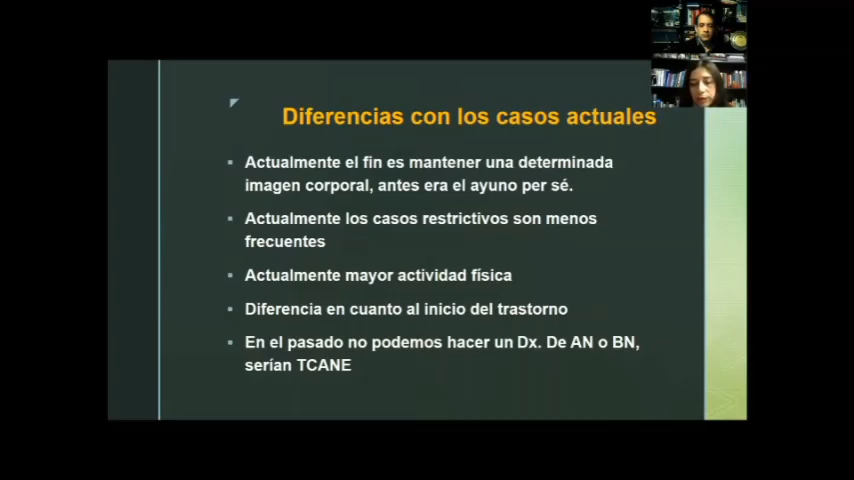 Diferencias con los casos actuales
Actualmente el fin es mantener una determinada
imagen corporal, antes era el ayuno per sé.
Actualmente los casos restrictivos son menos
frecuentes
Actualmente mayor actividad física
Diferencia en cuanto al inicio del trastorno
En el pasado no podemos hacer un Dx. De AN o BN,
serían TCANE